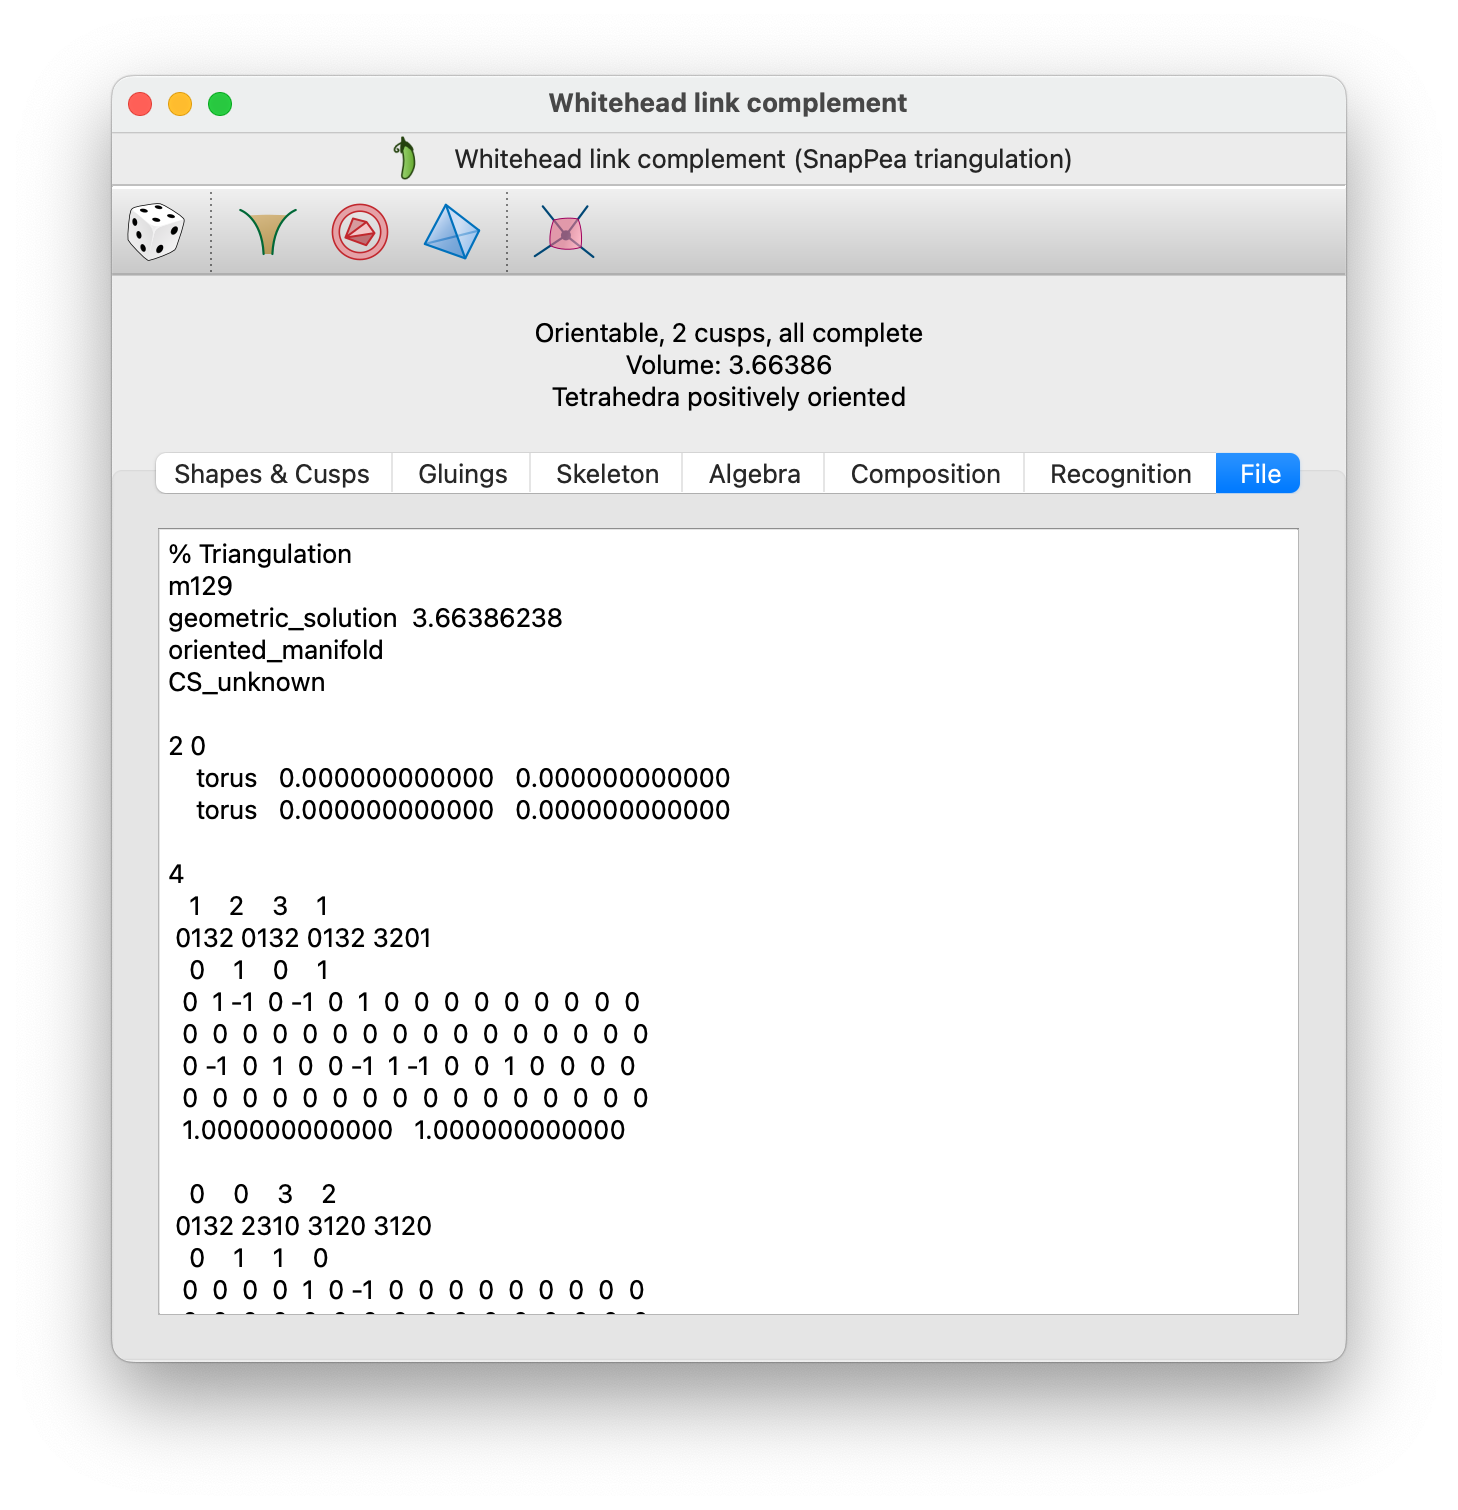 Whitehead link complement
Whitehead link complement (SnapPea triangulation)
Orientable, 2 cusps, all complete
Volume: 3.66386
Tetrahedra positively oriented
Shapes & Cusps Gluings Skeleton Algebra Composition Recognition File
% Triangulation
m129
geometric_solution 3.66386238
oriented_manifold
CS_unknown
2 0
torus 0.000000000000 0.000000000000
torus 0.000000000000 0.000000000000
4
1 2 3 1
0132 0132 0132 3201
0 1 0 1
0 1 -1 0 -1 0 1 0 0 0 0 0 0 0 0 0
0 0 0 0 0 0 0 0 0 0 0 0 0 0 0 0
0 -1 0 1 0 0 -1 1 -1 0 0 1 0 0 0 0
0 0 0 0 0 0 0 0 0 0 0 0 0 0 0 0
1.000000000000 1.000000000000
0 0 3 2
0132 2310 3120 3120
0 1 1 0
0 0 0 0 1 0 -1 0 0 0 0 0 0 0 0 0